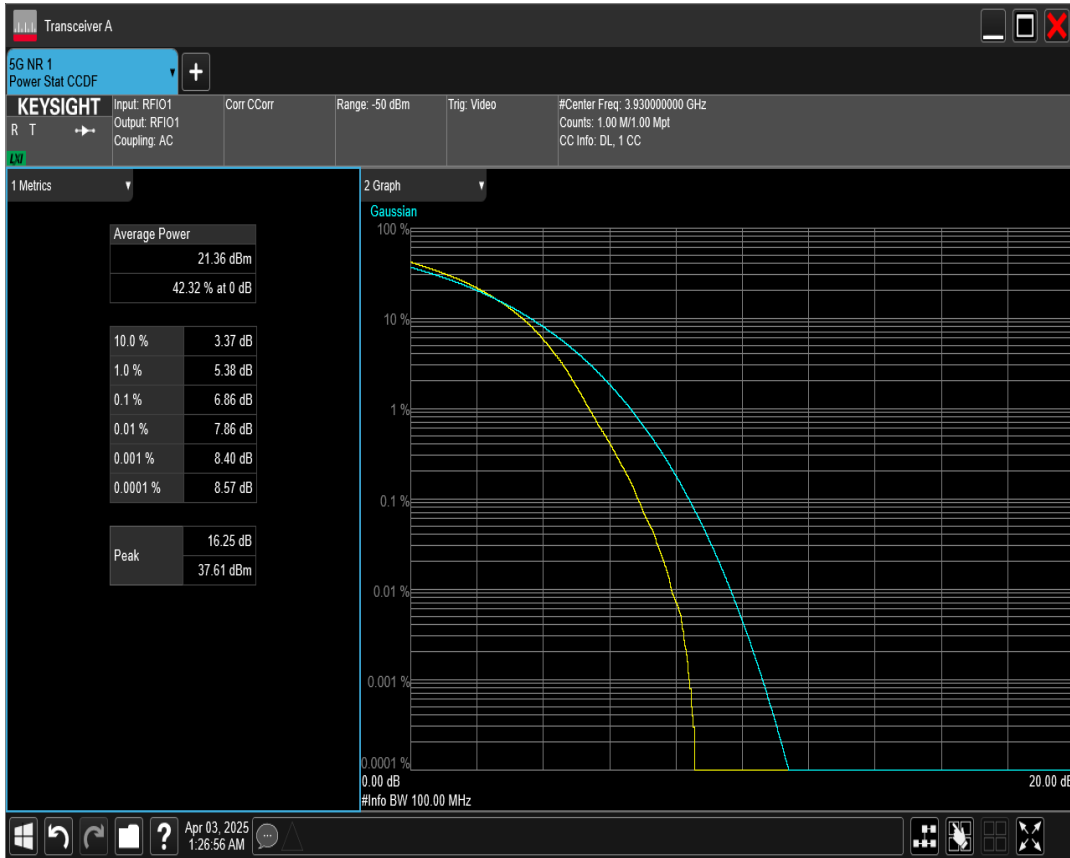 Transceiver A
5G NR 1
Power Stat CCDF
+
KEYSIGHT
R T
LXI
Input: RFIO1
Output: RFIO1
Coupling: AC
Corr CCorr
Range: -50 dBm
Trig: Video
#Center Freq: 3.930000000 GHz
Counts: 1.00 M/1.00 Mpt
CC Info: DL, 1 CC
1 Metrics
Average Power
21.36 dBm
42.32 % at 0 dB
10.0 % 3.37 dB
1.0 % 5.38 dB
0.1 % 6.86 dB
0.01 % 7.86 dB
0.001 % 8.40 dB
0.0001 % 8.57 dB
Peak
16.25 dB
37.61 dBm
2 Graph
Gaussian
100 %
10 %
1 %
0.1 %
0.01 %
0.001 %
0.0001 %
0.00 dB
20.00 dB
#Info BW 100.00 MHz
?
Apr 03, 2025
1:26:56 AM